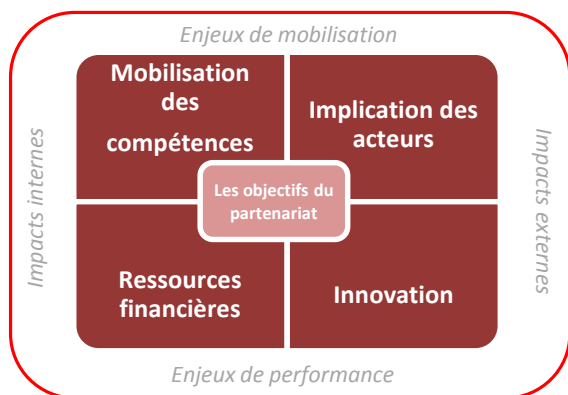 Enjeux de mobilisation
Mobilisation
des
compétences
Implication des
acteurs
Impacts internes
Les objectifs du
partenariat
Impacts externes
Ressources
financières
Innovation
Enjeux de performance